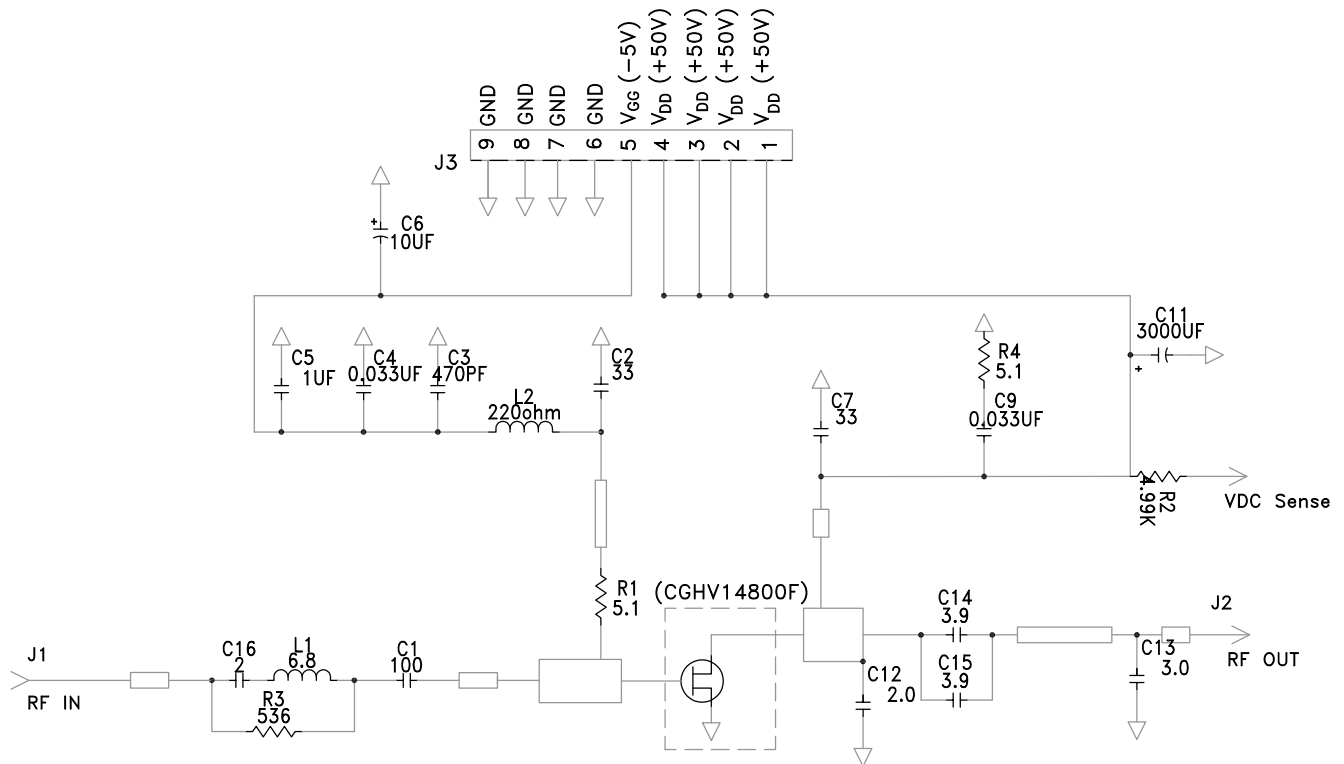 GND
GND
GND
GND
VGG (-5V)
VDD (+50V)
VDD (+50V)
VDD (+50V)
VDD (+50V)
J3
9
8
7
6
5
4
3
2
1
+
C6
10UF
C5
1UF
C4
0.033UF
C3
470PF
L2
220ohm
C2
33
C7
33
R4
5.1
C9
0.033UF
C11
3000UF
+
4.99K
R2
VDC Sense
R1
5.1
(CGHV14800F)
J1
RF IN
C16
2
L1
6.8
R3
536
C1
100
C12
2.0
C14
3.9
C15
3.9
C13
3.0
J2
RF OUT